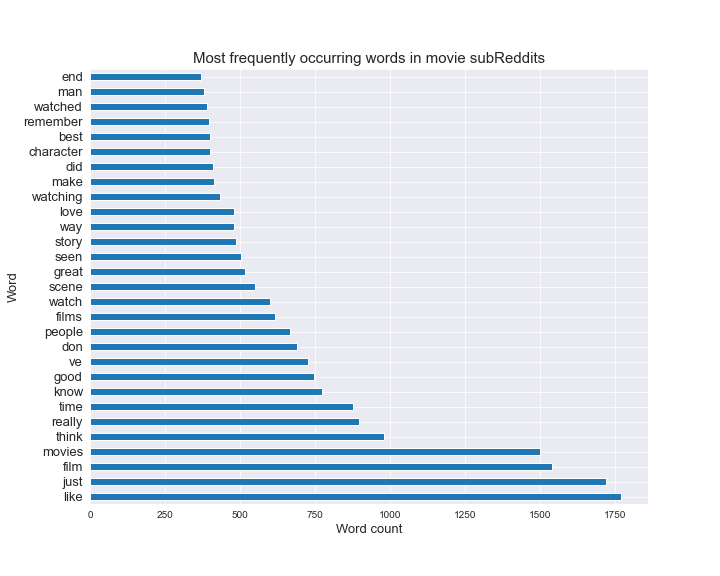 Most frequently occurring words in movie subReddits
end
man
watched
remember
best
character
did
make
watching
love
way
story
seen
great
scene
watch
films
people
don
ve
good
know
time
really
think
movies
film
just
like
Word
0 250 500 750 1000 1250 1500 1750
Word count